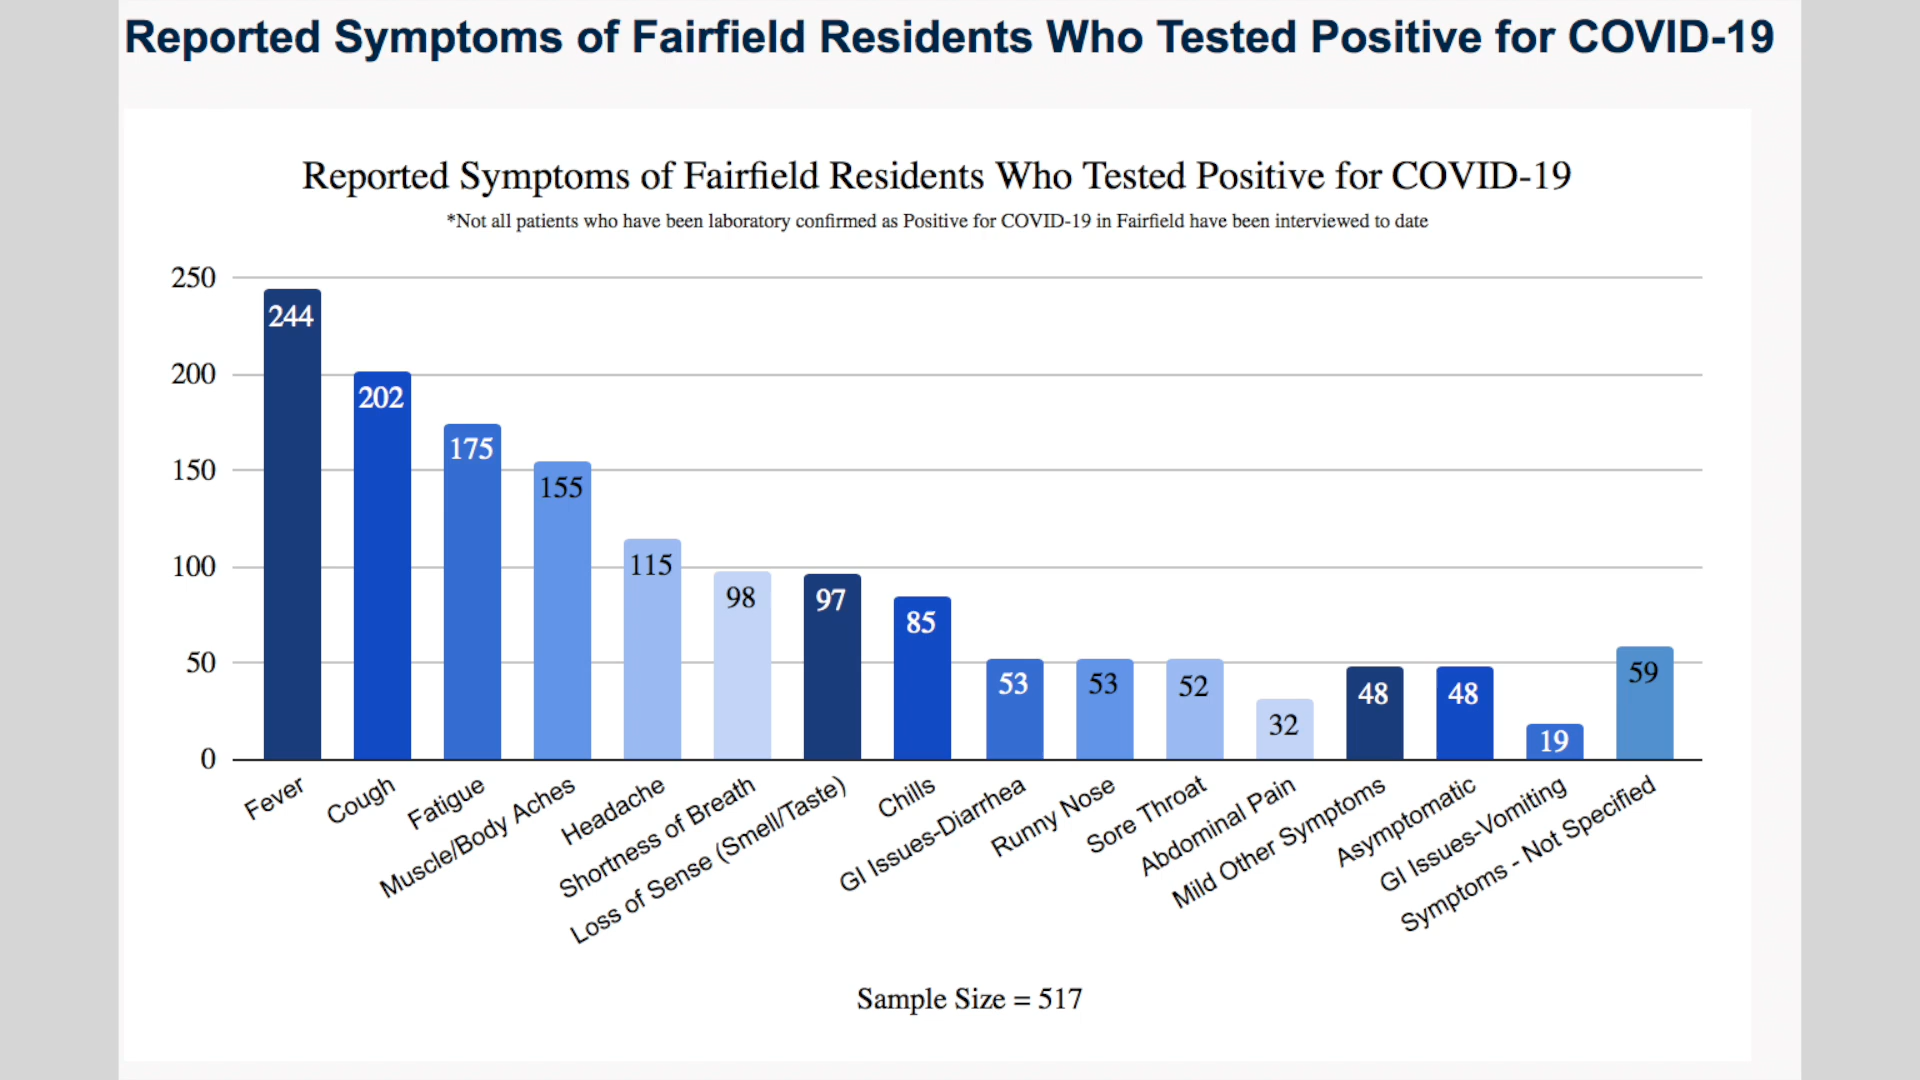 Reported Symptoms of Fairfield Residents Who Tested Positive for COVID-19
Reported Symptoms of Fairfield Residents Who Tested Positive for COVID-19
*Not all patients who have been laboratory confirmed as Positive for COVID-19 in Fairfield have been interviewed to date
250
200
150
100
50
0
244
202
175
155
115
98
97
85
53
53
52
32
48
48
19
59
Fever
Cough
Fatigue
Muscle/Body Aches
Headache
Shortness of Breath
Loss of Sense (Smell/Taste)
Chills
GI Issues-Diarrhea
Runny Nose
Sore Throat
Abdominal Pain
Mild Other Symptoms
Asymptomatic
GI Issues-Vomiting
Symptoms - Not Specified
Sample Size = 517